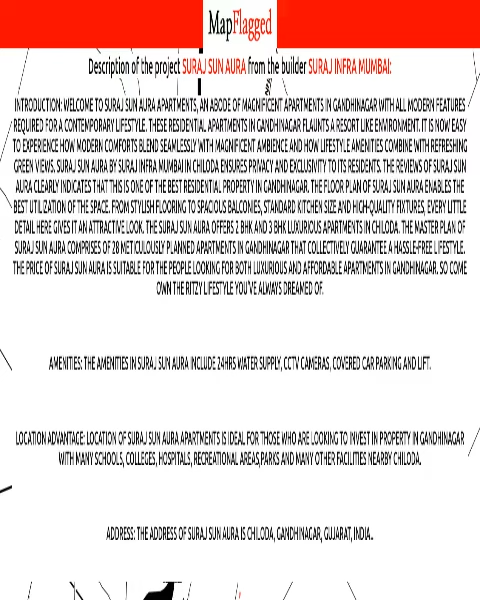 MapFlagged
Description of the project SURAJ SUN AURA from the builder SURAJ INFRA MUMBAI:
INTRODUCTION: WELCOME TO SURAJ SUN AURA APARTMENTS, AN ABODE OF MAGNIFICENT APARTMENTS IN GANDHINAGAR WITH ALL MODERN FEATURES
REQUIRED FOR A CONTEMPORARY LIFESTYLE. THESE RESIDENTIAL APARTMENTS IN GANDHINAGAR FLAUNTS A RESORT LIKE ENVIRONMENT. IT IS NOW EASY
TO EXPERIENCE HOW MODERN COMFORTS BLEND SEAMLESSLY WITH MAGNIFICENT AMBIENCE AND HOW LIFESTYLE AMENITIES COMBINE WITH REFRESHING
GREEN VIEWS. SURAJ SUN AURA BY SURAJ INFRA MUMBAI IN CHILODA ENSURES PRIVACY AND EXCLUSIVITY TO ITS RESIDENTS. THE REVIEWS OF SURAJ SUN
AURA CLEARLY INDICATES THAT THIS IS ONE OF THE BEST RESIDENTIAL PROPERTY IN GANDHINAGAR. THE FLOOR PLAN OF SURAJ SUN AURA ENABLES THE
BEST UTILIZATION OF THE SPACE. FROM STYLISH FLOORING TO SPACIOUS BALCONIES, STANDARD KITCHEN SIZE AND HIGH-QUALITY FIXTURES, EVERY LITTLE
DETAIL HERE GIVES IT AN ATTRACTIVE LOOK. THE SURAJ SUN AURA OFFERS 2 BHK AND 3 BHK LUXURIOUS APARTMENTS IN CHILODA. THE MASTER PLAN OF
SURAJ SUN AURA COMPRISES OF 28 METICULOUSLY PLANNED APARTMENTS IN GANDHINAGAR THAT COLLECTIVELY GUARANTEE A HASSLE-FREE LIFESTYLE.
THE PRICE OF SURAJ SUN AURA IS SUITABLE FOR THE PEOPLE LOOKING FOR BOTH LUXURIOUS AND AFFORDABLE APARTMENTS IN GANDHINAGAR. SO COME
OWN THE RITZY LIFESTYLE YOU'VE ALWAYS DREAMED OF.
AMENITIES: THE AMENITIES IN SURAJ SUN AURA INCLUDE 24HRS WATER SUPPLY, CCTV CAMERAS, COVERED CAR PARKING AND LIFT.
LOCATION ADVANTAGE: LOCATION OF SURAJ SUN AURA APARTMENTS IS IDEAL FOR THOSE WHO ARE LOOKING TO INVEST IN PROPERTY IN GANDHINAGAR
WITH MANY SCHOOLS, COLLEGES, HOSPITALS, RECREATIONAL AREAS,PARKS AND MANY OTHER FACILITIES NEARBY CHILODA.
ADDRESS: THE ADDRESS OF SURAJ SUN AURA IS CHILODA, GANDHINAGAR, GUJARAT, INDIA..